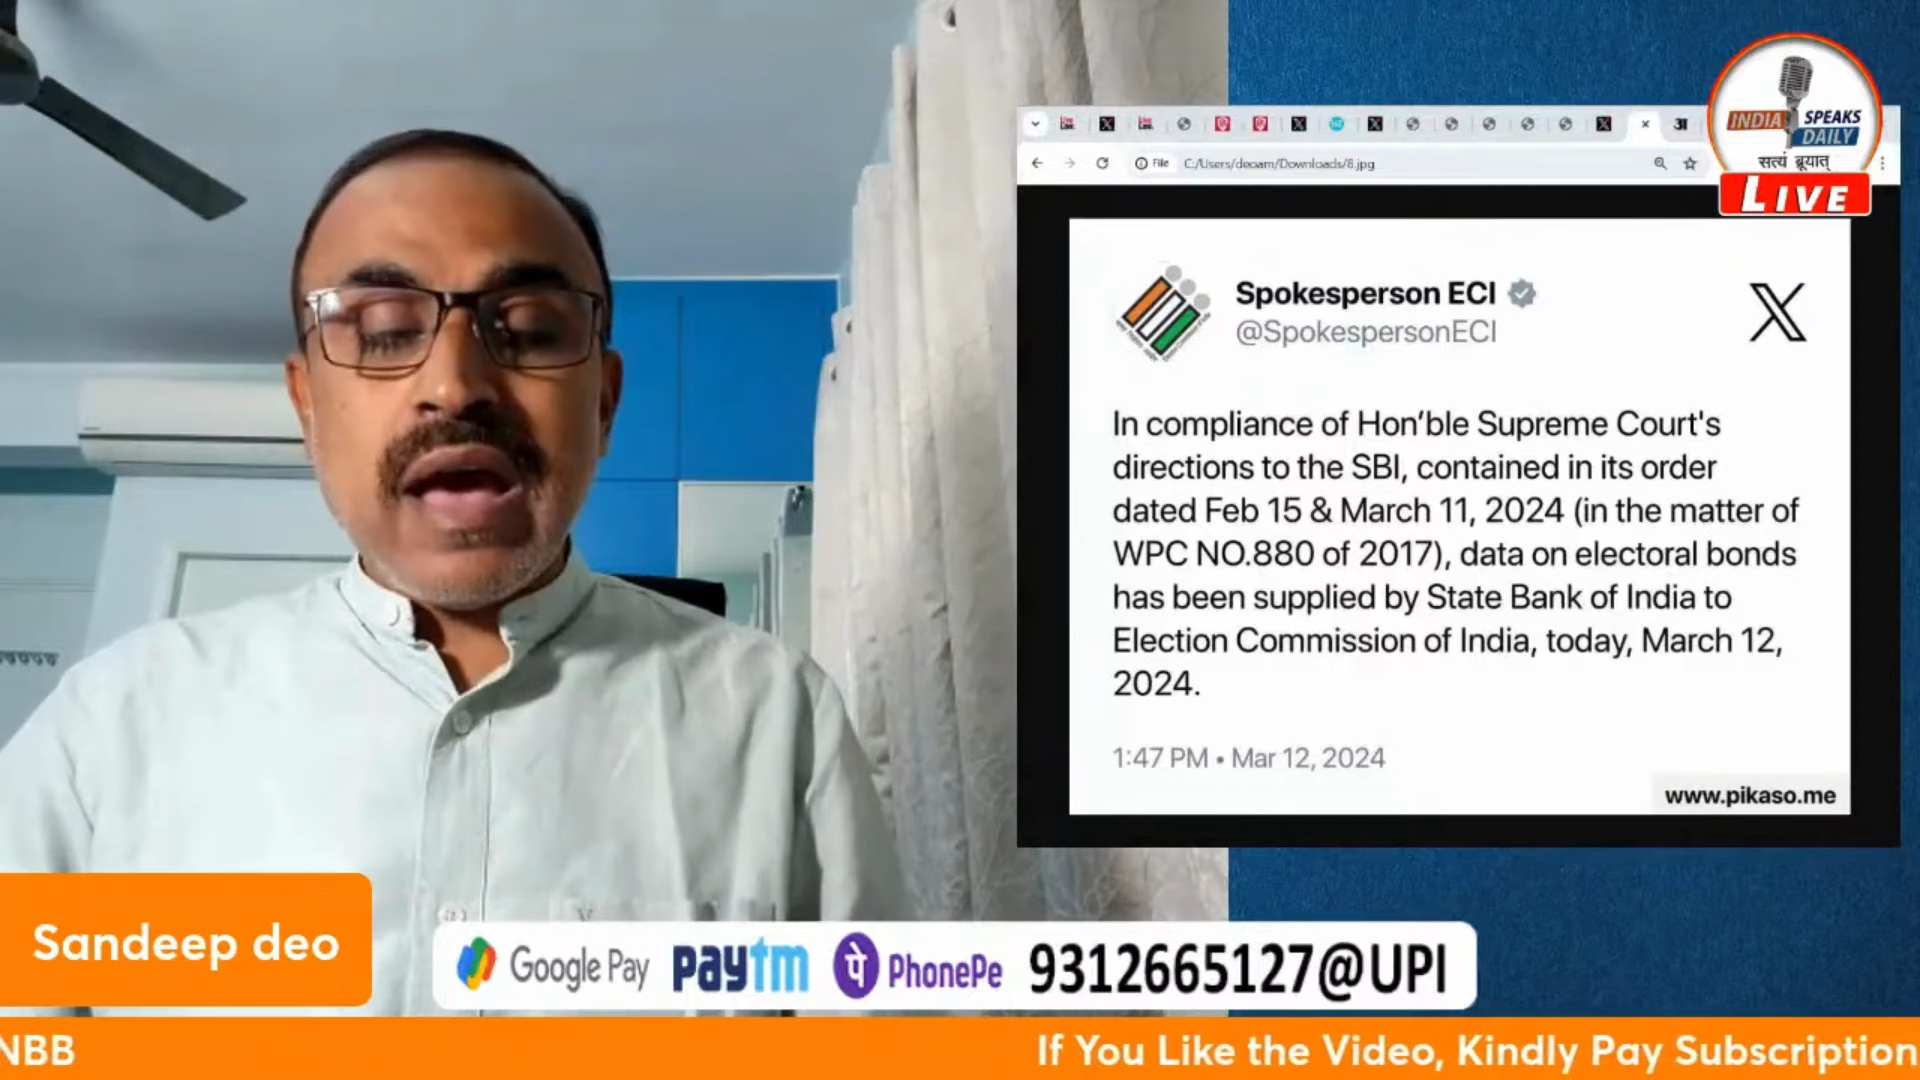 INDIA SPEAKS
DAILY
सत्यं ब्रूयात्
LIVE
File C:/Users/deoam/Downloads/8.jpg
Spokesperson ECI
@SpokespersonECI
In compliance of Hon‘ble Supreme Court's
directions to the SBI, contained in its order
dated Feb 15 & March 11, 2024 (in the matter of
WPC NO.880 of 2017), data on electoral bonds
has been supplied by State Bank of India to
Election Commission of India, today, March 12,
2024.
1:47 PM • Mar 12, 2024
www.pikaso.me
Sandeep deo
Google Pay paytm पे PhonePe 9312665127@UPI
NBB If You Like the Video, Kindly Pay Subscription